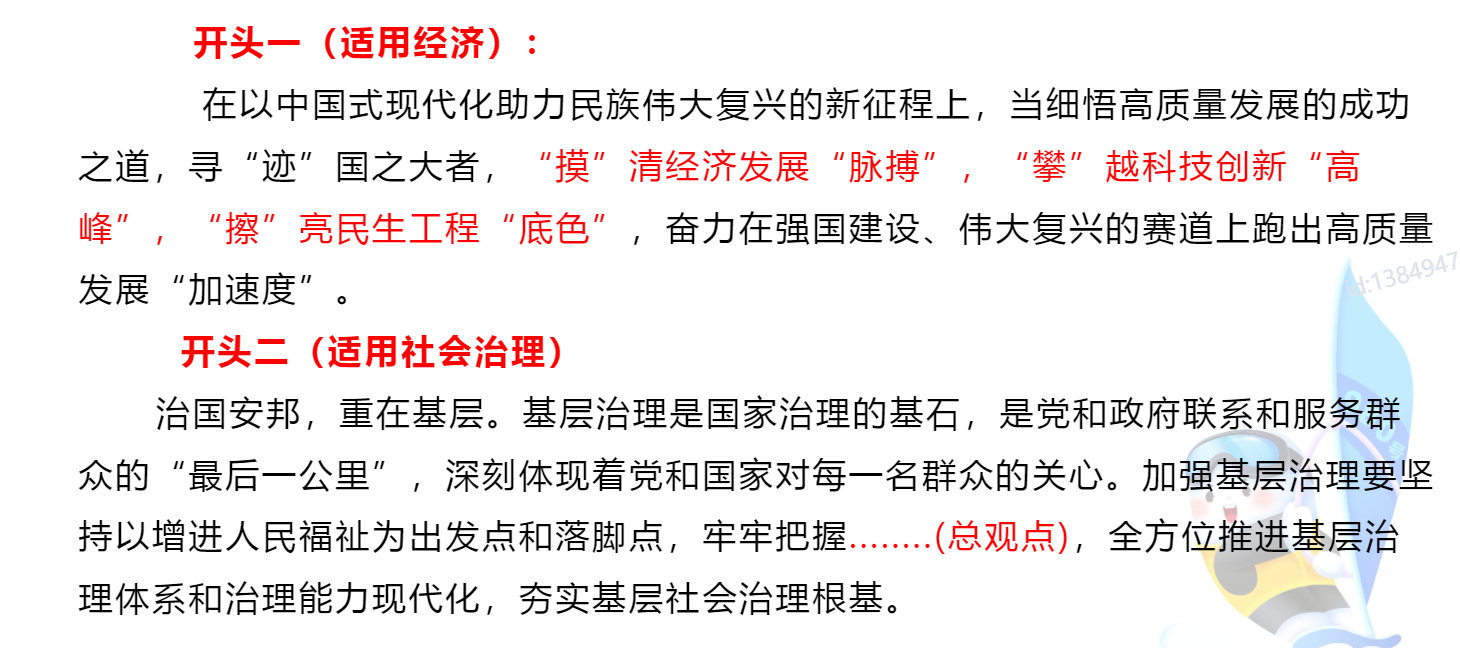 开头一（适用经济）：
在以中国式现代化助力民族伟大复兴的新征程上，当细悟高质量发展的成功
之道，寻“迹”国之大者，“摸”清经济发展“脉搏”，“攀”越科技创新“高
峰”，“擦”亮民生工程“底色”，奋力在强国建设、伟大复兴的赛道上跑出高质量
发展“加速度”。
id:1384947
开头二（适用社会治理）
治国安邦，重在基层。基层治理是国家治理的基石，是党和政府联系和服务群
众的“最后一公里”，深刻体现着党和国家对每一名群众的关心。加强基层治理要坚
持以增进人民福祉为出发点和落脚点，牢牢把握........(总观点)，全方位推进基层治
理体系和治理能力现代化，夯实基层社会治理根基。